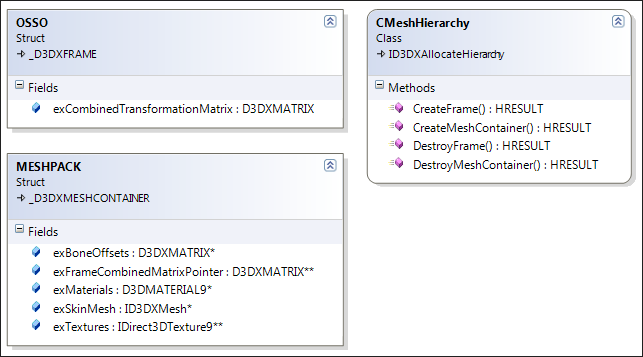 OSSO
Struct
_D3DXFRAME
Fields
exCombinedTransformationMatrix : D3DXMATRIX
MESHPACK
Struct
_D3DXMESHCONTAINER
Fields
exBoneOffsets : D3DXMATRIX*
exFrameCombinedMatrixPointer : D3DXMATRIX**
exMaterials : D3DMATERIAL9*
exSkinMesh : ID3DXMesh*
exTextures : IDirect3DTexture9**
CMeshHierarchy
Class
ID3DXAllocateHierarhy
Methods
CreateFrame() : HRESULT
CreateMeshContainer() : HRESULT
DestroyFrame() : HRESULT
DestroyMeshContainer() : HRESULT